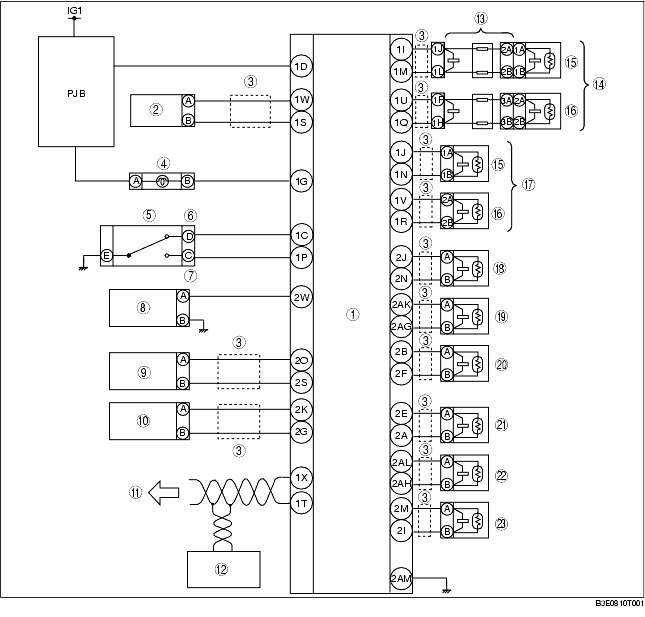 IG1
③ ⑬
1I 1J 2A 1A ⑮
PJB 1D 1M 1L 2B 1B ⑭
③ ③
② A 1W 1U 1F 3A 2A ⑯
B 1S 1Q 1H 3B 2B
④ ③
A B 1G 1J 1A ⑮
1N 1B ⑰
⑤ ⑥ ③
D 1C 1V 2A ⑯
E C 1P 1R 2B
⑦ ③
⑧ A 2W 2J A ⑱
B 2N B
① ③
2AK A ⑲
2AG B
③ ③
⑨ A 2O 2B A ⑳
B 2S 2F B
③
⑩ A 2K 2E A ㉑
B 2G 2A B
③ ③
⑪ 1X 2AL A ㉒
1T 2AH B
③
2M A ㉓
2I B
⑫
2AM
B3E0810T001